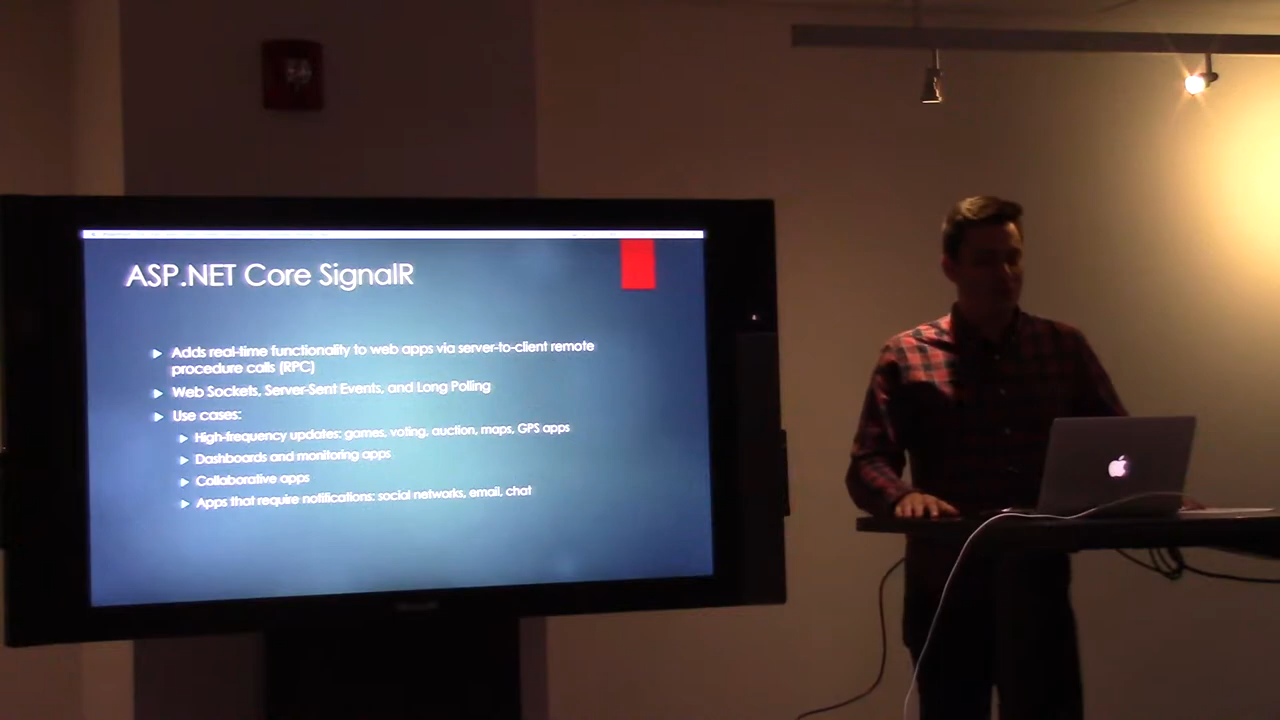 ASP.NET Core SignalR
Adds real-time functionality to web apps via server-to-client remote
procedure calls (RPC)
Web Sockets, Server-Sent Events, and Long Polling
Use cases:
High-frequency updates: games, voting, auction, maps, GPS apps
Dashboards and monitoring apps
Collaborative apps
Apps that require notifications: social networks, email, chat